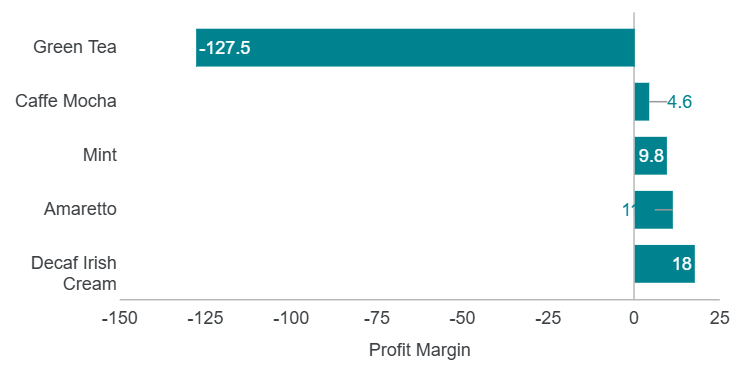 Green Tea
-127.5
Caffe Mocha
4.6
Mint
9.8
Amaretto
Decaf Irish
Cream
18
-150 -125 -100 -75 -50 -25 0 25
Profit Margin